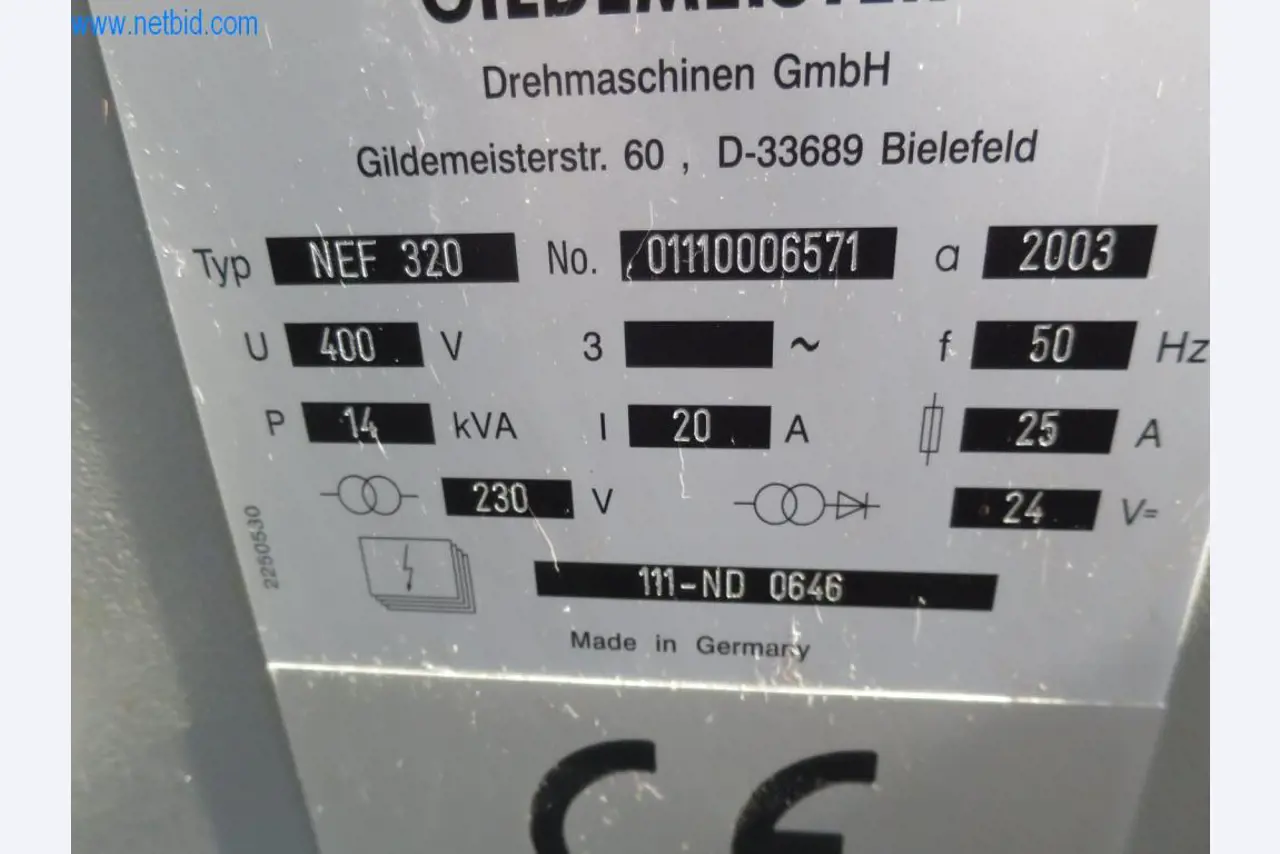 www.netbid.com
GILDEMEISTER
Drehmaschinen GmbH
Gildemeisterstr. 60 , D-33689 Bielefeld
Typ NEF 320 No. 01110006571 a 2003
U 400 V 3 ~ f 50 Hz
P 14 kVA I 20 A 25 A
230 V 24 V=
2250530
111-ND 0646
Made in Germany
CE